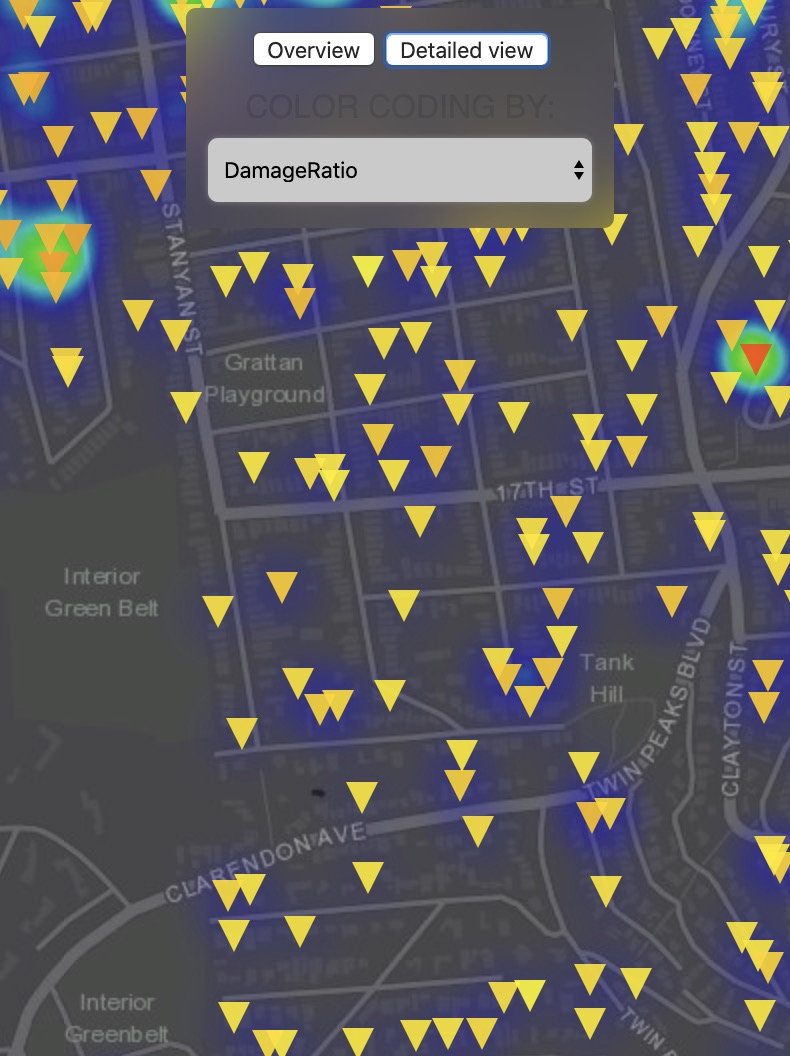 Overview
Detailed view
COLOR CODING BY:
DamageRatio
STANYAN ST
Grattan
Playground
17TH ST
Interior
Green Belt
Tank
Hill
TWIN PEAKS BLVD
CLAYTON ST
CLARENDON AVE
Interior
Greenbelt
TWIN